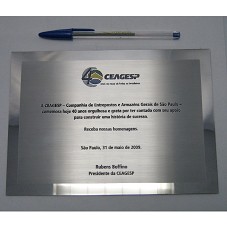 CEAGESP
A CEAGESP – Companhia de Entrepostos e Armazéns Gerais de São Paulo –
comemora hoje 40 anos orgulhosa e grata por ter contado com seu apoio
para construir uma história de sucesso.
Receba nossas homenagens.
São Paulo, 31 de maio de 2009.
Rubens Boffino
Presidente da CEAGESP